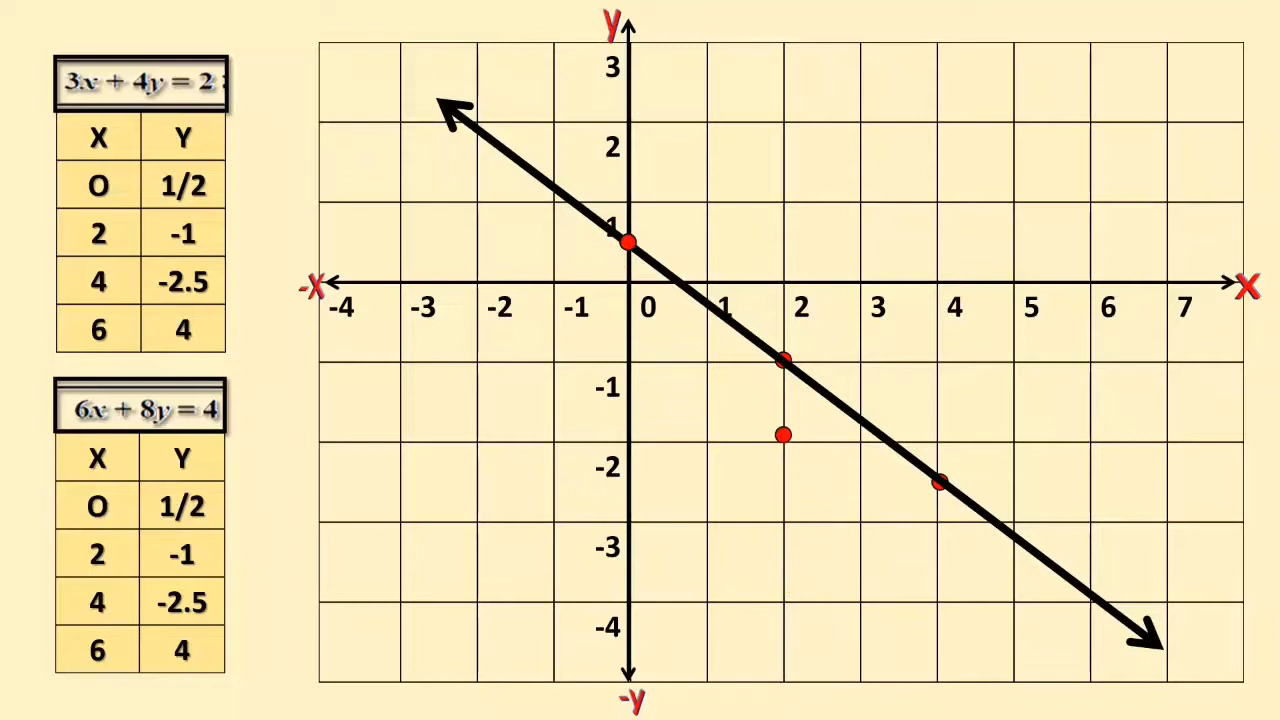 3x + 4y = 2
X Y
O 1/2
2 -1
4 -2.5
6 4
6x + 8y = 4
X Y
O 1/2
2 -1
4 -2.5
6 4
y
3
2
1
-X
X
-4 -3 -2 -1 0 1 2 3 4 5 6 7
-1
-2
-3
-4
-y